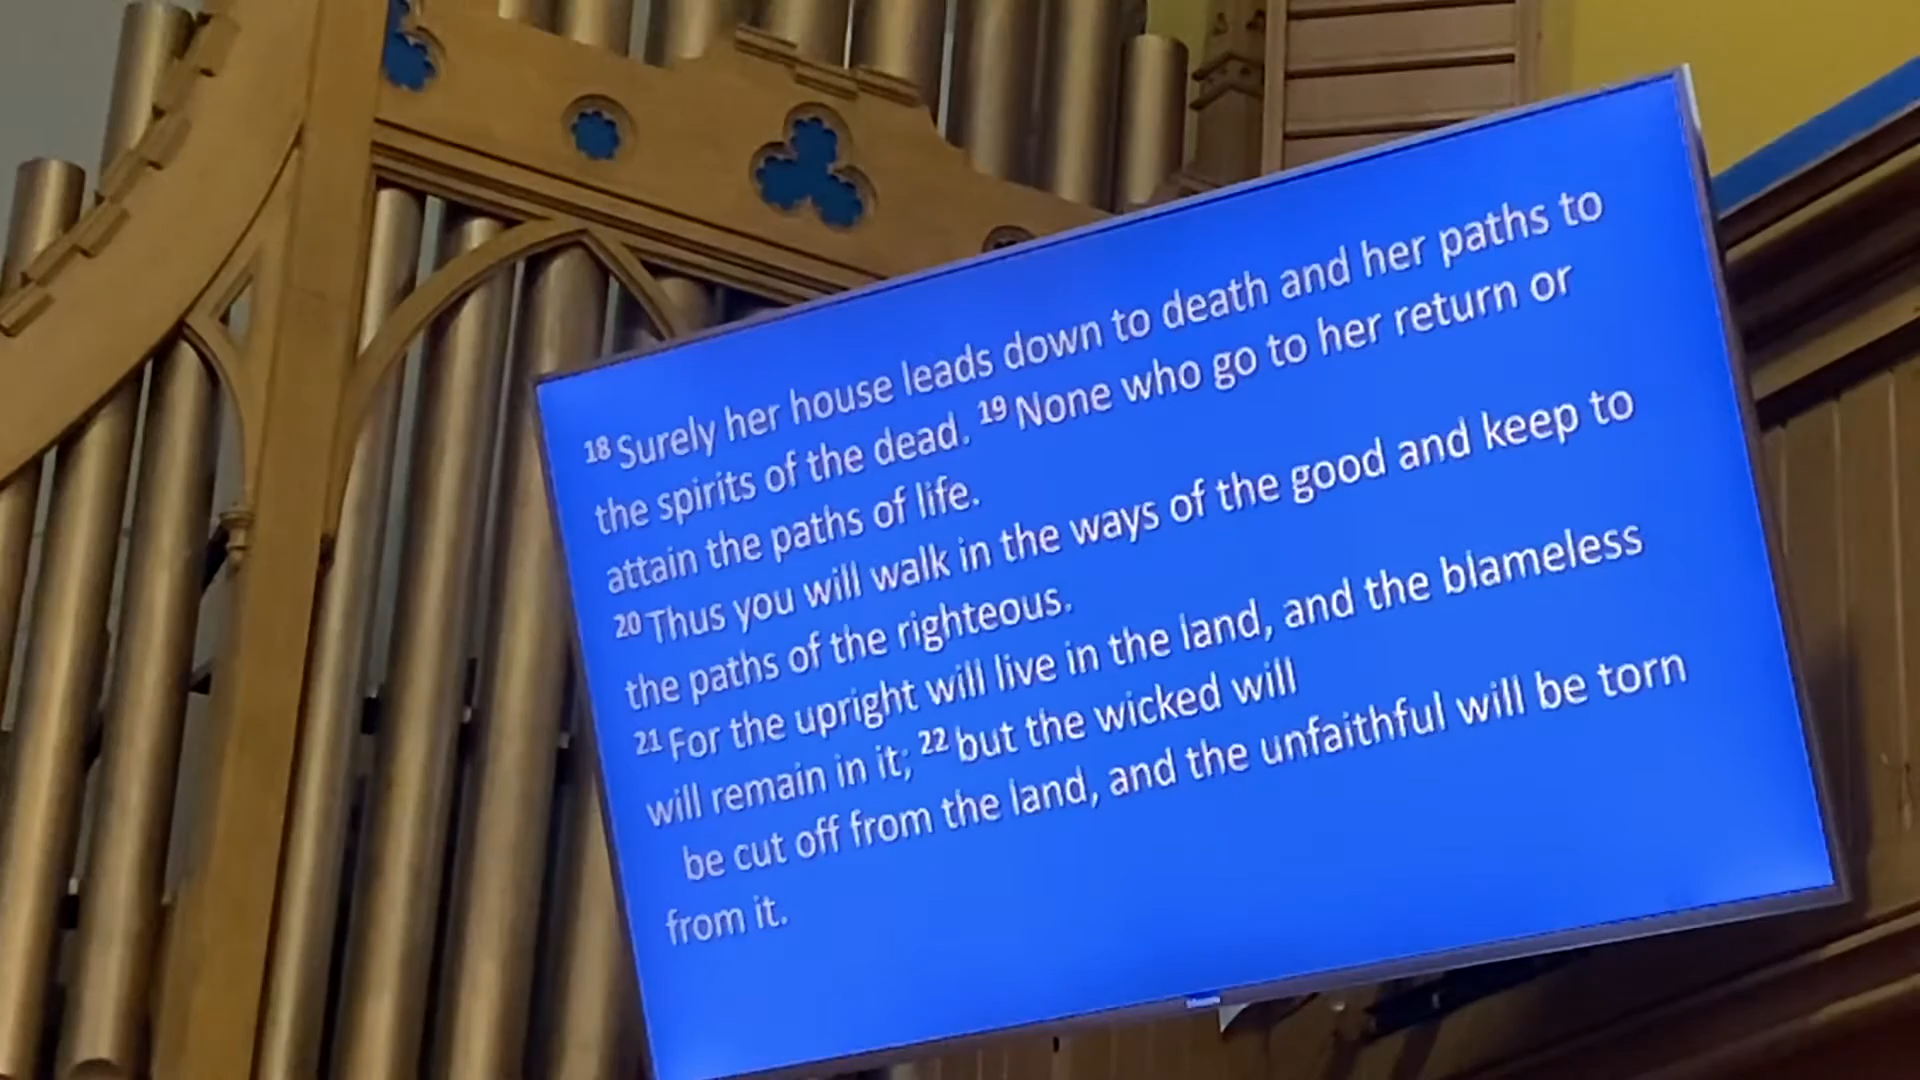 18 Surely her house leads down to death and her paths to
the spirits of the dead. 19 None who go to her return or
attain the paths of life.
20 Thus you will walk in the ways of the good and keep to
the paths of the righteous.
21 For the upright will live in the land, and the blameless
will remain in it; 22 but the wicked will
be cut off from the land, and the unfaithful will be torn
from it.